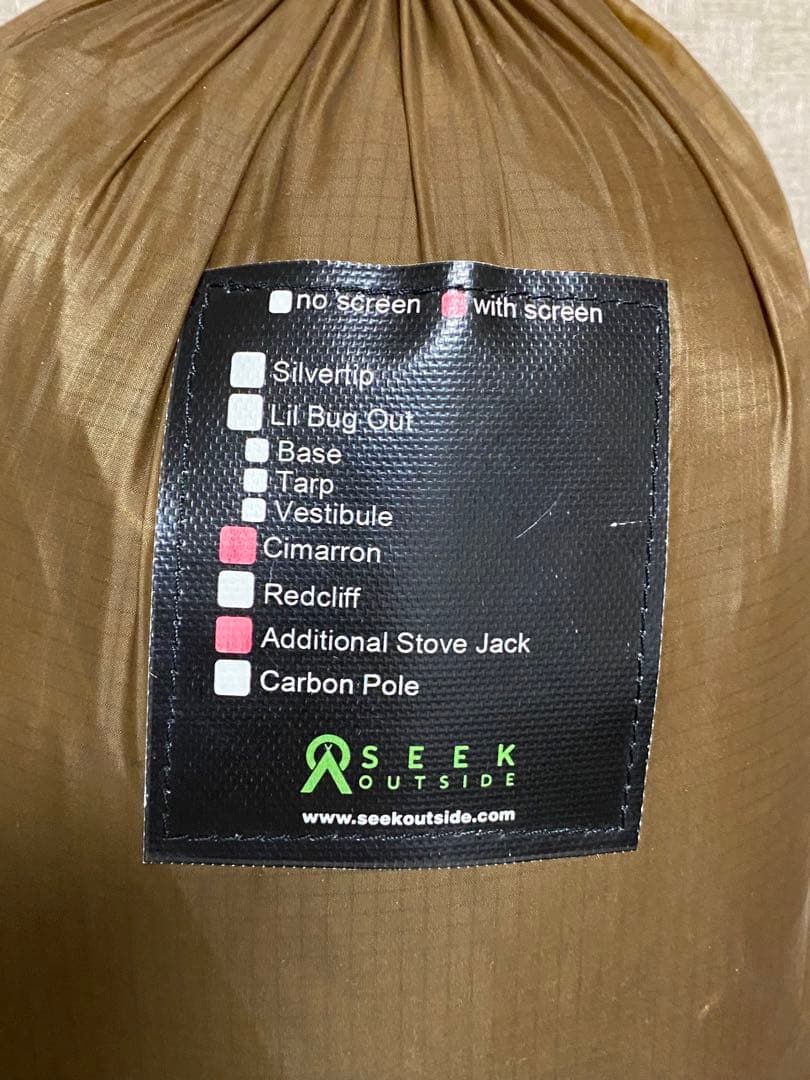 no screen with screen
Silvertip
Lil Bug Out
Base
Tarp
Vestibule
Cimarron
Redcliff
Additional Stove Jack
Carbon Pole
SEEK
OUTSIDE
www.seekoutside.com